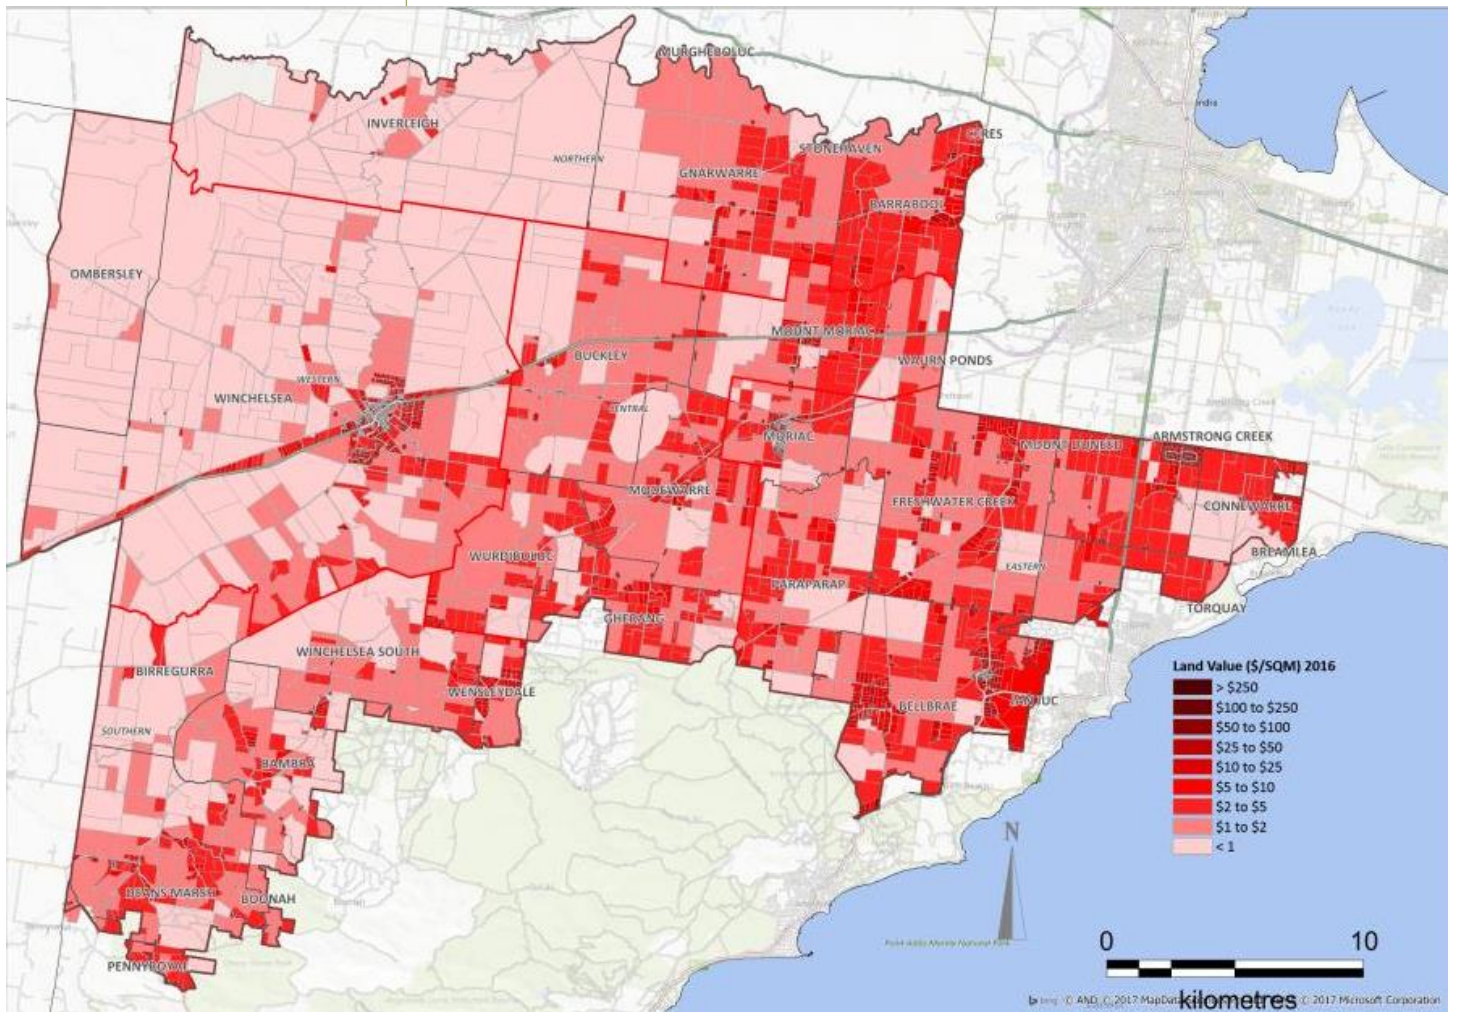 MURGHEBOLUC
INVERLEIGH
CERES
STONEHAVEN
NORTHERN
GNARWARRE
BARRABOOL
OMBERSLEY
MOUNT MORIAC
BUCKLEY
WAURN PONDS
WESTERN
WINCHELSEA
CENTRAL
MORIAC
ARMSTRONG CREEK
MOUNT DUNEED
MODEWARRE
FRESHWATER CREEK
CONNEWARRE
WURDIBOLUC
BREAMLEA
EASTERN
PARAPARAP
TORQUAY
GHERANG
WINCHELSEA SOUTH
BIRREGURRA
WENSLEYDALE
JAN JUC
BELLBRAE
SOUTHERN
BAMBRA
DEANS MARSH
BOONAH
PENNYROYAL
Land Value ($/SQM) 2016
> $250
$100 to $250
$50 to $100
$25 to $50
$10 to $25
$5 to $10
$2 to $5
$1 to $2
< 1
N
0 10
kilometres
bing © AND © 2017 © 2017 Microsoft Corporation